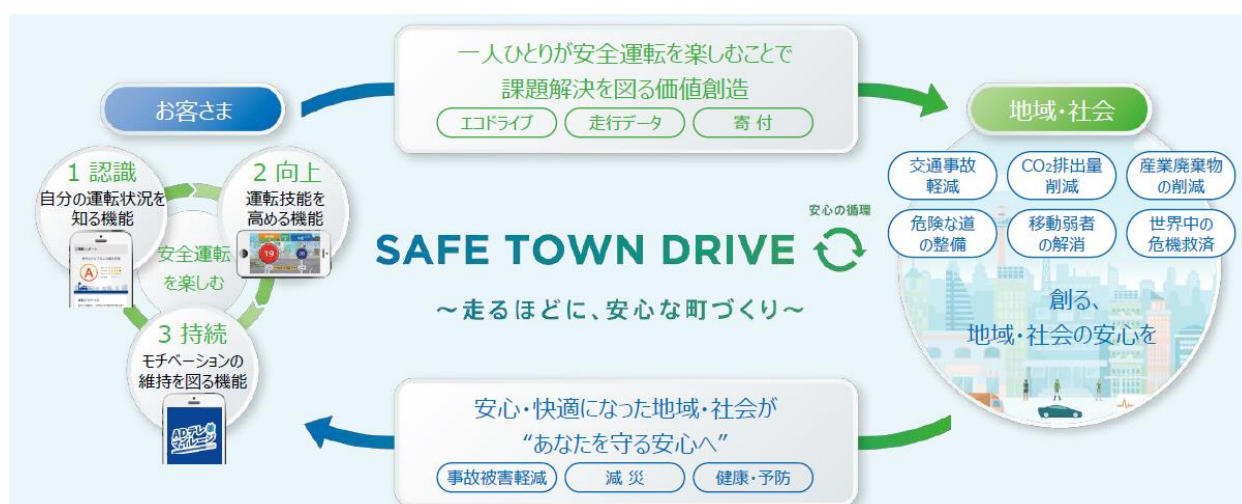 一人ひとりが安全運転を楽しむことで
課題解決を図る価値創造
エコドライブ
走行データ
寄付
お客さま
1 認識
自分の運転状況を
知る機能
2 向上
運転技能を
高める機能
安全運転
を楽しむ
3 持続
モチベーションの
維持を図る機能
A
19
ADテレ
マイレージ
安心の循環
SAFE TOWN DRIVE
~走るほどに、安心な町づくり~
地域・社会
交通事故
軽減
CO₂排出量
削減
産業廃棄物
の削減
危険な道
の整備
移動弱者
の解消
世界中の
危機救済
創る、
地域・社会の安心を
安心・快適になった地域・社会が
“あなたを守る安心へ”
事故被害軽減
減災
健康・予防